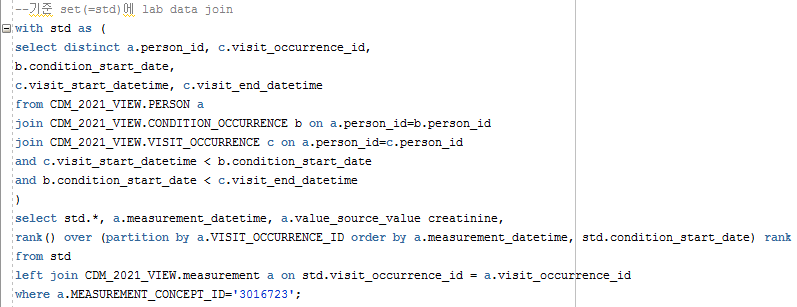 --기준 set(=std)에 lab data join
with std as (
select distinct a.person_id, c.visit_occurrence_id,
b.condition_start_date,
c.visit_start_datetime, c.visit_end_datetime
from CDM_2021_VIEW.PERSON a
join CDM_2021_VIEW.CONDITION_OCCURRENCE b on a.person_id=b.person_id
join CDM_2021_VIEW.VISIT_OCCURRENCE c on a.person_id=c.person_id
and c.visit_start_datetime < b.condition_start_date
and b.condition_start_date < c.visit_end_datetime
)
select std.*, a.measurement_datetime, a.value_source_value creatinine,
rank() over (partition by a.VISIT_OCCURRENCE_ID order by a.measurement_datetime, std.condition_start_date) rank
from std
left join CDM_2021_VIEW.measurement a on std.visit_occurrence_id = a.visit_occurrence_id
where a.MEASUREMENT_CONCEPT_ID='3016723';